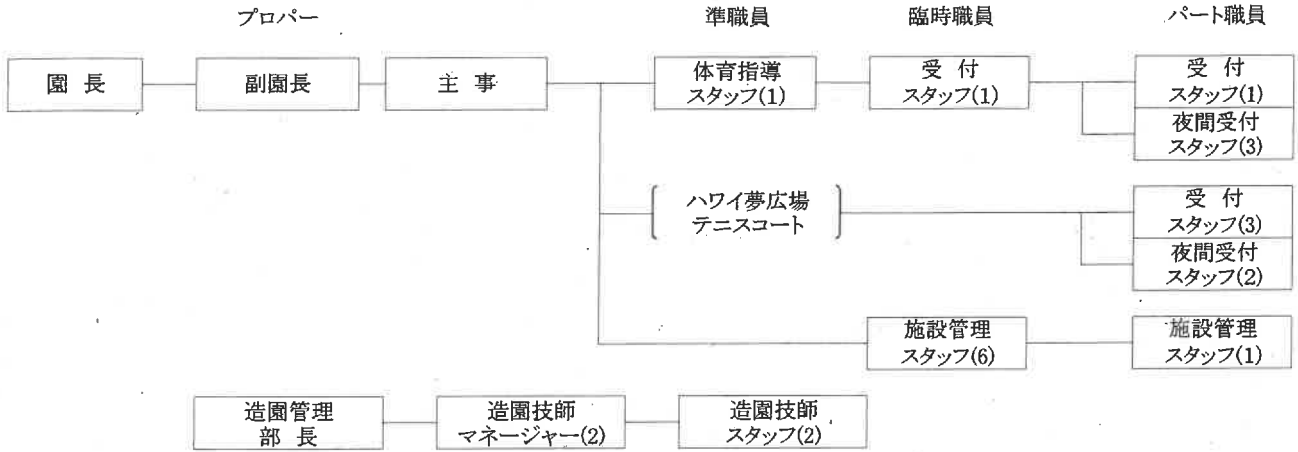 プロパー
準職員
臨時職員
パート職員
園 長
副園長
主 事
体育指導
スタッフ(1)
受 付
スタッフ(1)
受 付
スタッフ(1)
夜間受付
スタッフ(3)
ハワイ夢広場
テニスコート
受 付
スタッフ(3)
夜間受付
スタッフ(2)
施設管理
スタッフ(6)
施設管理
スタッフ(1)
造園管理
部 長
造園技師
マネージャー(2)
造園技師
スタッフ(2)